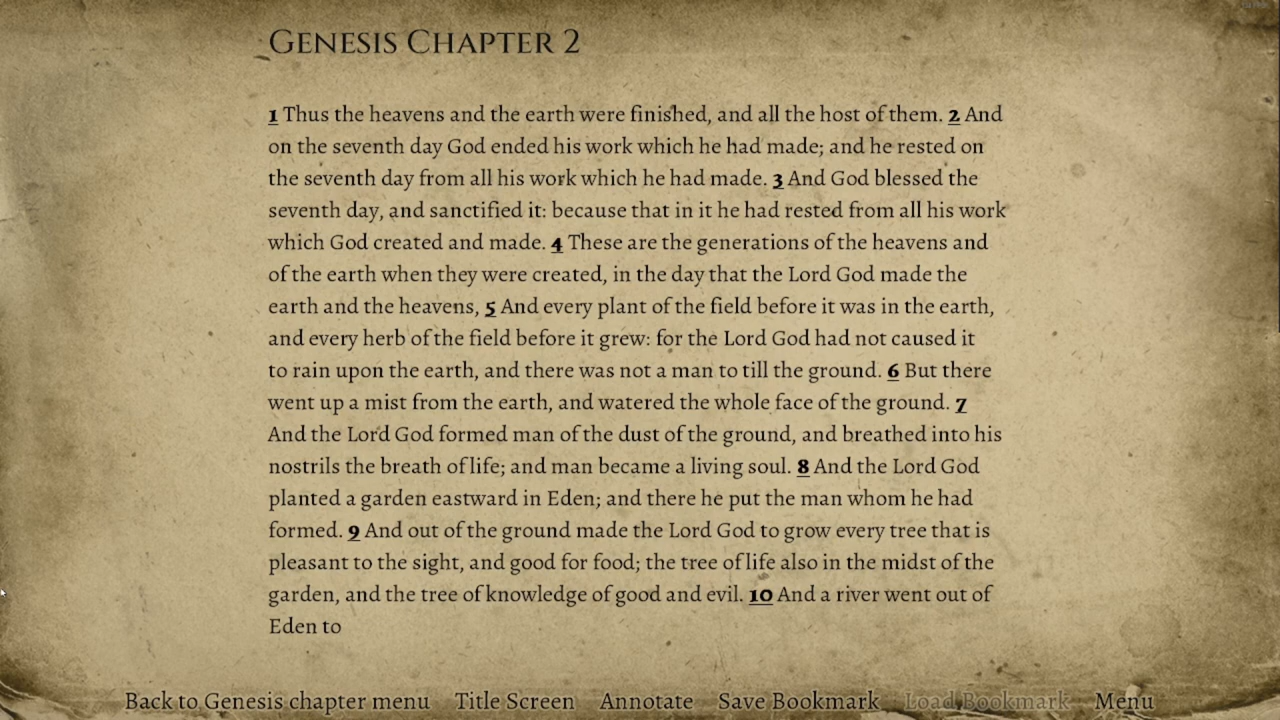 Genesis Chapter 2
1 Thus the heavens and the earth were finished, and all the host of them. 2 And
on the seventh day God ended his work which he had made; and he rested on
the seventh day from all his work which he had made. 3 And God blessed the
seventh day, and sanctified it: because that in it he had rested from all his work
which God created and made. 4 These are the generations of the heavens and
of the earth when they were created, in the day that the Lord God made the
earth and the heavens, 5 And every plant of the field before it was in the earth,
and every herb of the field before it grew: for the Lord God had not caused it
to rain upon the earth, and there was not a man to till the ground. 6 But there
went up a mist from the earth, and watered the whole face of the ground. 7
And the Lord God formed man of the dust of the ground, and breathed into his
nostrils the breath of life; and man became a living soul. 8 And the Lord God
planted a garden eastward in Eden; and there he put the man whom he had
formed. 9 And out of the ground made the Lord God to grow every tree that is
pleasant to the sight, and good for food; the tree of life also in the midst of the
garden, and the tree of knowledge of good and evil. 10 And a river went out of
Eden to
Back to Genesis chapter menu Title Screen Annotate Save Bookmark Load Bookmark Menu